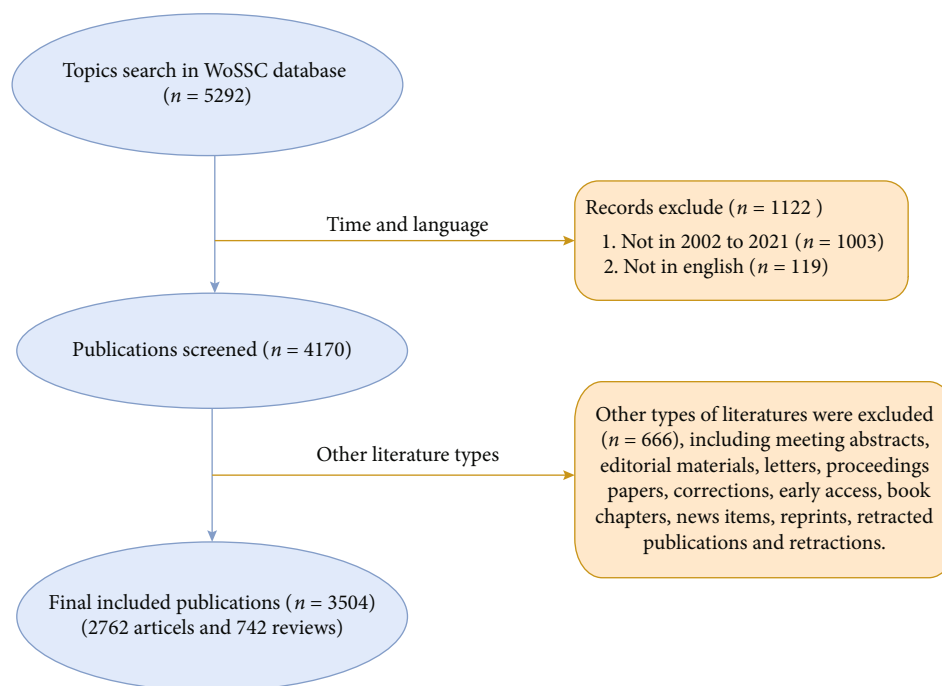 Topics search in WoSSC database
(n = 5292)
Time and language
Records exclude (n = 1122 )
1. Not in 2002 to 2021 (n = 1003)
2. Not in english (n = 119)
Publications screened (n = 4170)
Other literature types
Other types of literatures were excluded
(n = 666), including meeting abstracts,
editorial materials, letters, proceedings
papers, corrections, early access, book
chapters, news items, reprints, retracted
publications and retractions.
Final included publications (n = 3504)
(2762 articels and 742 reviews)